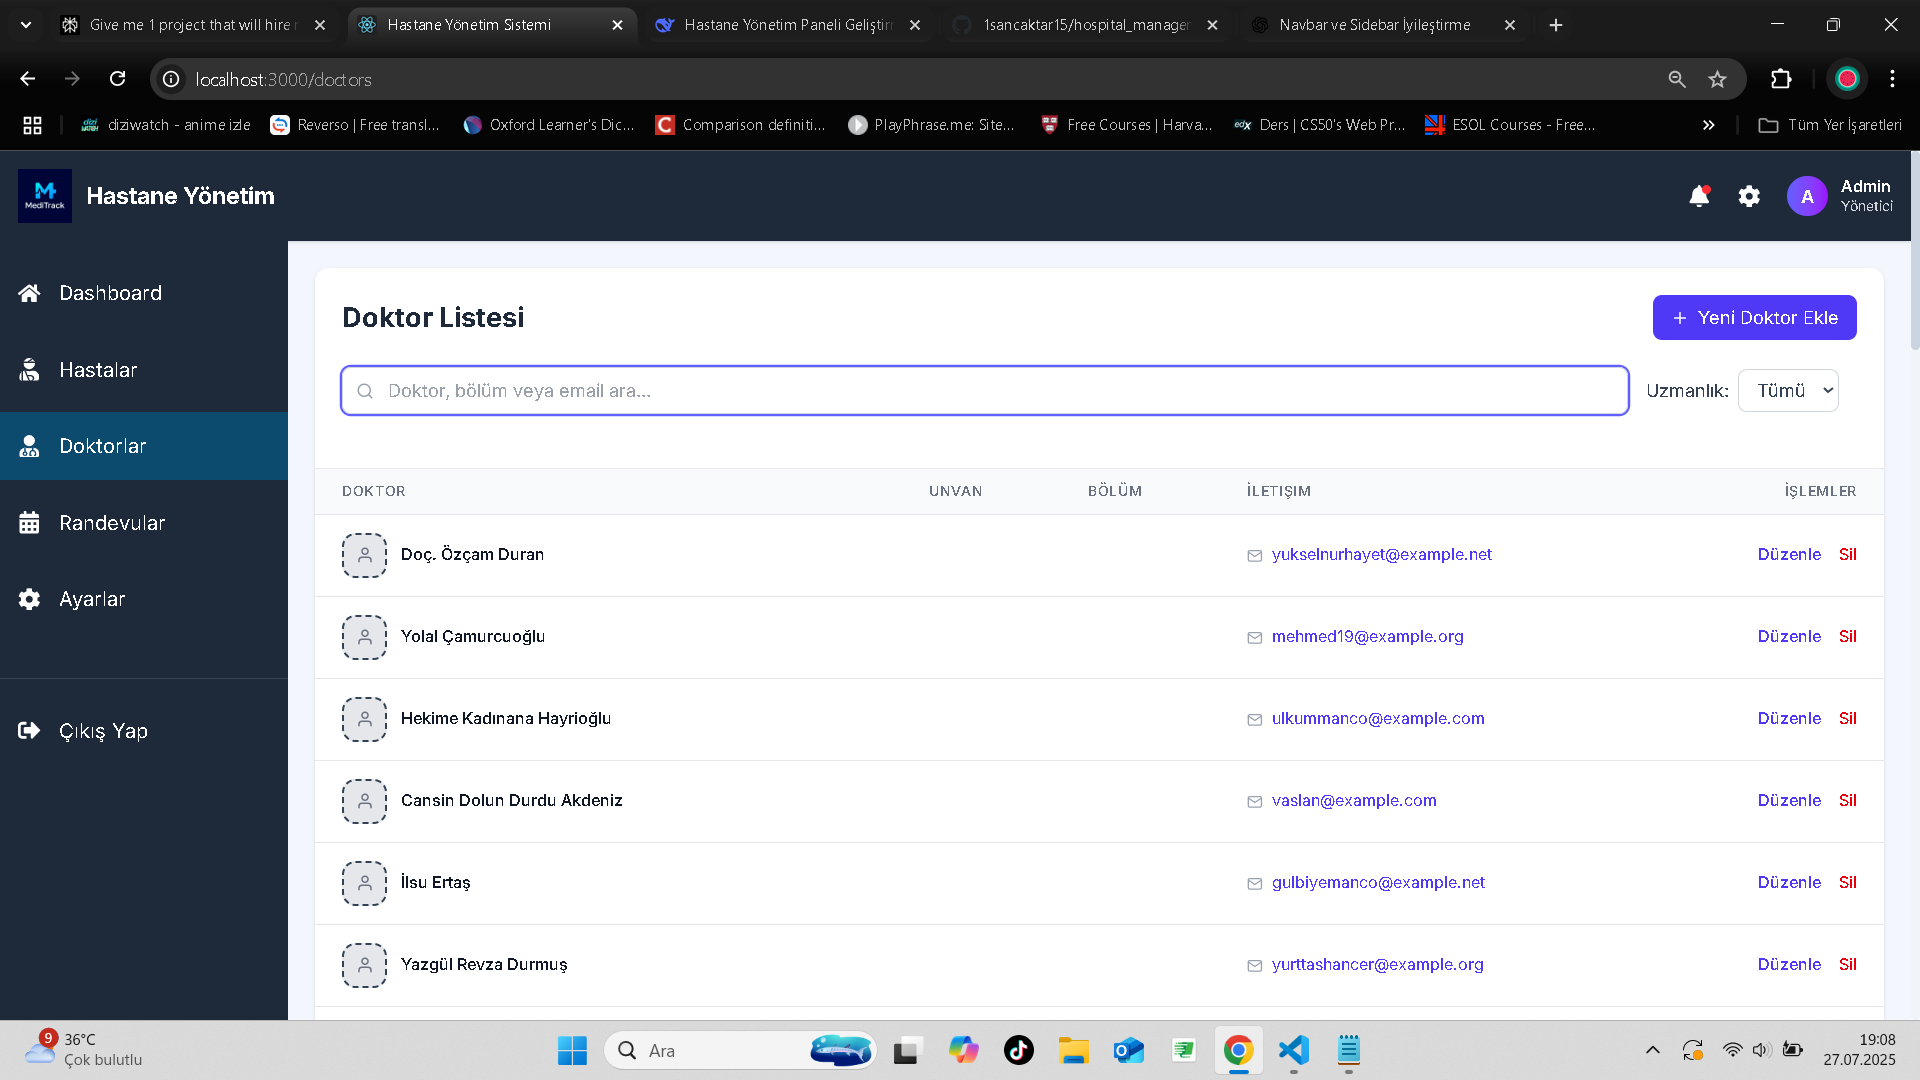 Give me 1 project that will hire r
Hastane Yönetim Sistemi
Hastane Yönetim Paneli Geliştirr
1sancaktar15/hospital_manager
Navbar ve Sidebar İyileştirme
localhost:3000/doctors
diziwatch - anime izle
Reverso | Free transl...
Oxford Learner's Dic...
Comparison definiti...
PlayPhrase.me: Site...
Free Courses | Harva...
Ders | CS50's Web Pr...
ESOL Courses - Free...
Tüm Yer İşaretleri
MediTrack
Hastane Yönetim
A
Admin
Yönetici
Dashboard
Hastalar
Doktorlar
Randevular
Ayarlar
Çıkış Yap
Doktor Listesi
+ Yeni Doktor Ekle
Doktor, bölüm veya email ara...
Uzmanlık: Tümü
DOKTOR UNVAN BÖLÜM İLETIŞIM İŞLEMLER
Doç. Özçam Duran yukselnurhayet@example.net Düzenle Sil
Yolal Çamurcuoğlu mehmed19@example.org Düzenle Sil
Hekime Kadınana Hayrioğlu ulkummanco@example.com Düzenle Sil
Cansin Dolun Durdu Akdeniz vaslan@example.com Düzenle Sil
İlsu Ertaş gulbiyemanco@example.net Düzenle Sil
Yazgül Revza Durmuş yurttashancer@example.org Düzenle Sil
9
36°C
Çok bulutlu
Ara
19:08
27.07.2025